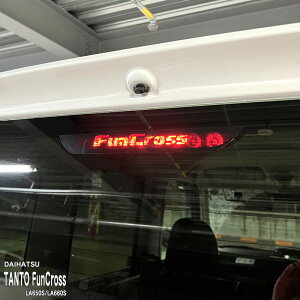 FunCross
DAIHATSU
TANTO FunCross
LA650S/LA660S